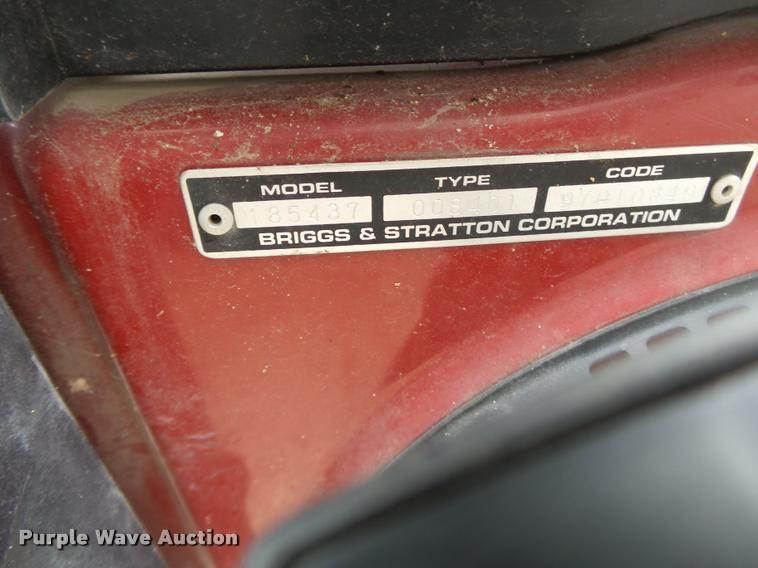 MODEL TYPE CODE
185437
BRIGGS & STRATTON CORPORATION
Purple Wave Auction